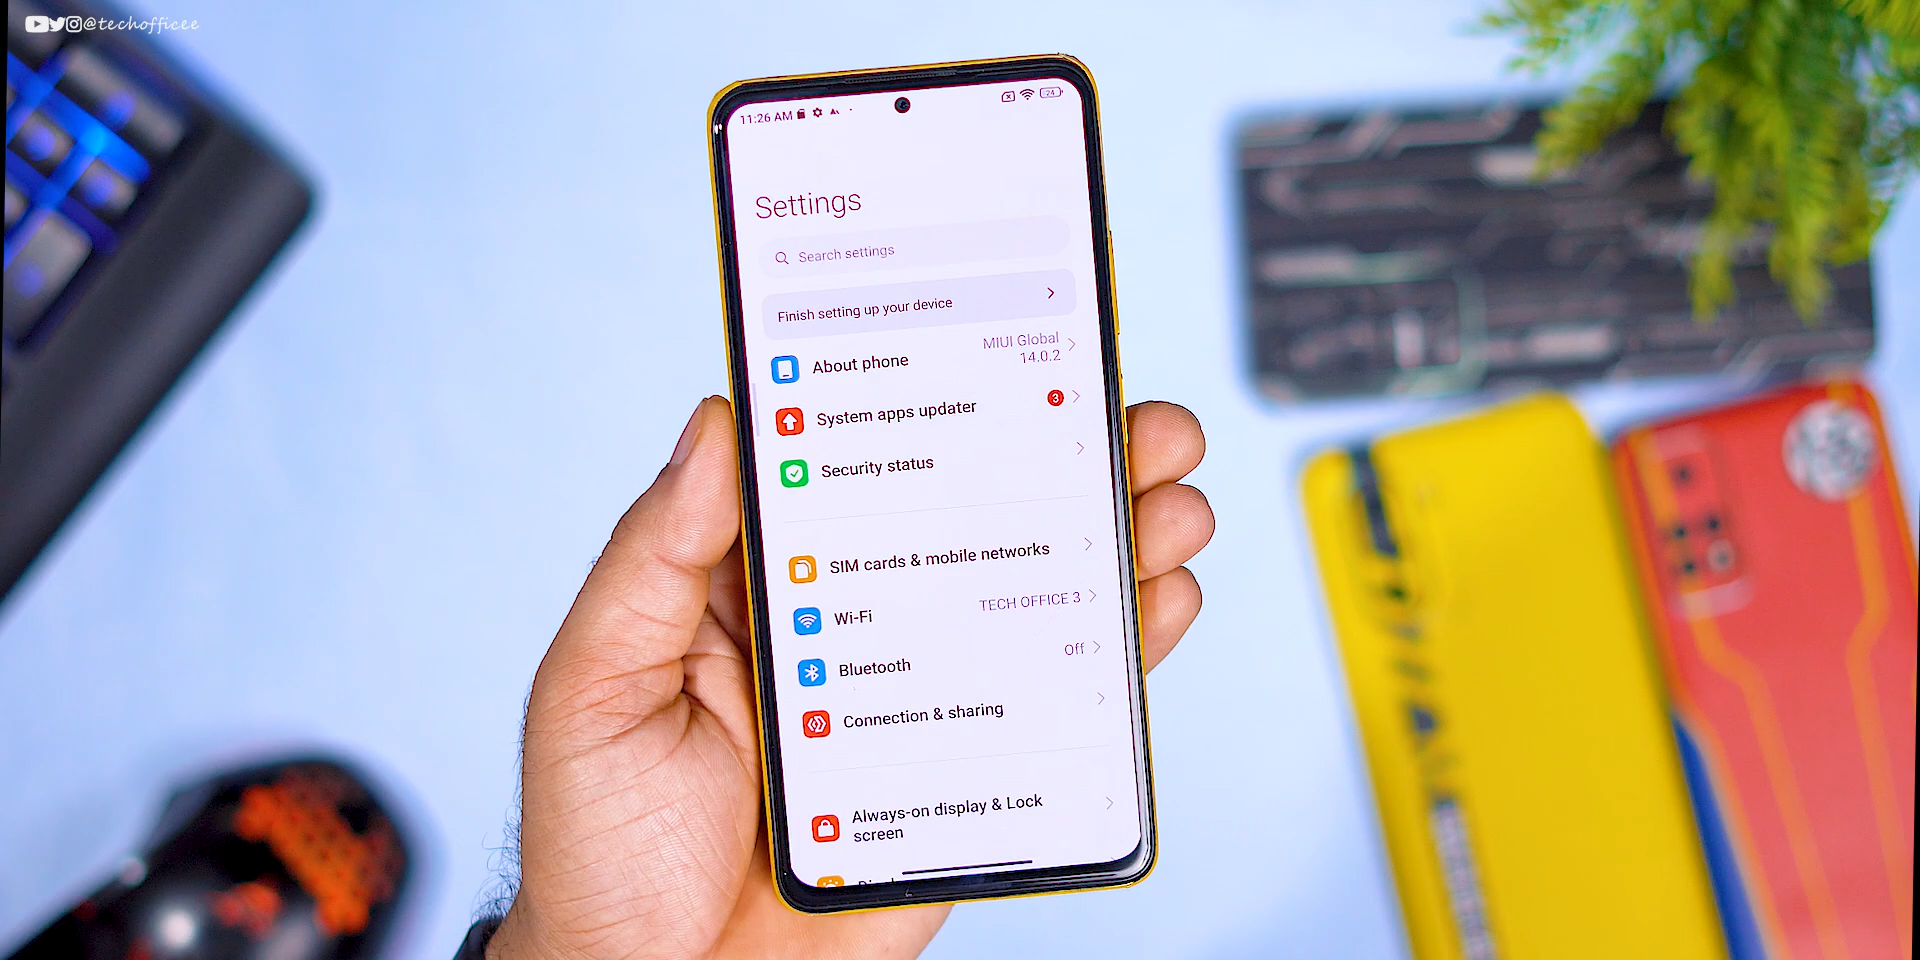 @techofficee
11:26 AM
24
Settings
Search settings
Finish setting up your device
About phone
MIUI Global
14.0.2
System apps updater
3
Security status
SIM cards & mobile networks
Wi-Fi
TECH OFFICE 3
Bluetooth
Off
Connection & sharing
Always-on display & Lock
screen